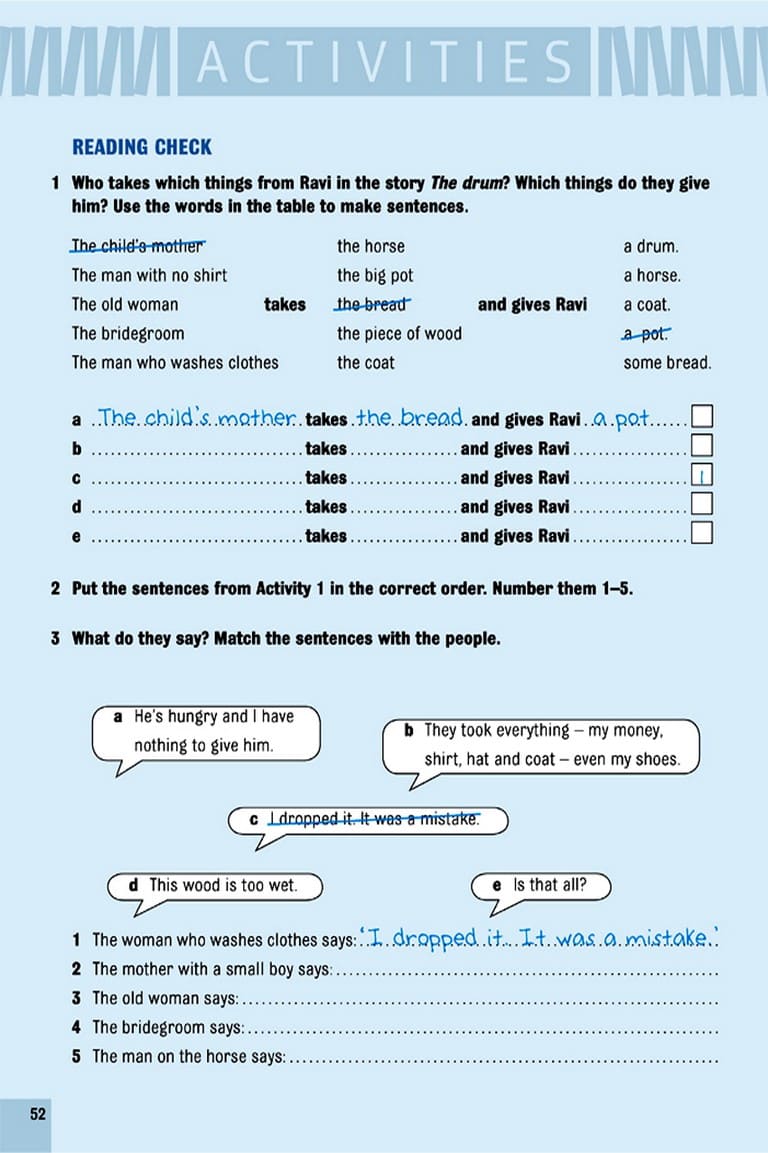 ACTIVITIES
READING CHECK
1 Who takes which things from Ravi in the story The drum? Which things do they give
him? Use the words in the table to make sentences.
The child's mother the horse a drum.
The man with no shirt the big pot a horse.
The old woman takes the bread and gives Ravi a coat.
The bridegroom the piece of wood a pot.
The man who washes clothes the coat some bread.
a ..The child's mother. takes .the bread. and gives Ravi ..a pot......
b .................................. takes ................. and gives Ravi ..................
c .................................. takes ................. and gives Ravi .................. 1
d .................................. takes ................. and gives Ravi ..................
e .................................. takes ................. and gives Ravi ..................
2 Put the sentences from Activity 1 in the correct order. Number them 1–5.
3 What do they say? Match the sentences with the people.
a He's hungry and I have
nothing to give him.
b They took everything – my money,
shirt, hat and coat – even my shoes.
c I dropped it. It was a mistake.
d This wood is too wet.
e Is that all?
1 The woman who washes clothes says: 'I dropped it. It was a mistake.'
2 The mother with a small boy says: ..........................................................
3 The old woman says: ..........................................................................
4 The bridegroom says: .........................................................................
5 The man on the horse says: ..................................................................
52